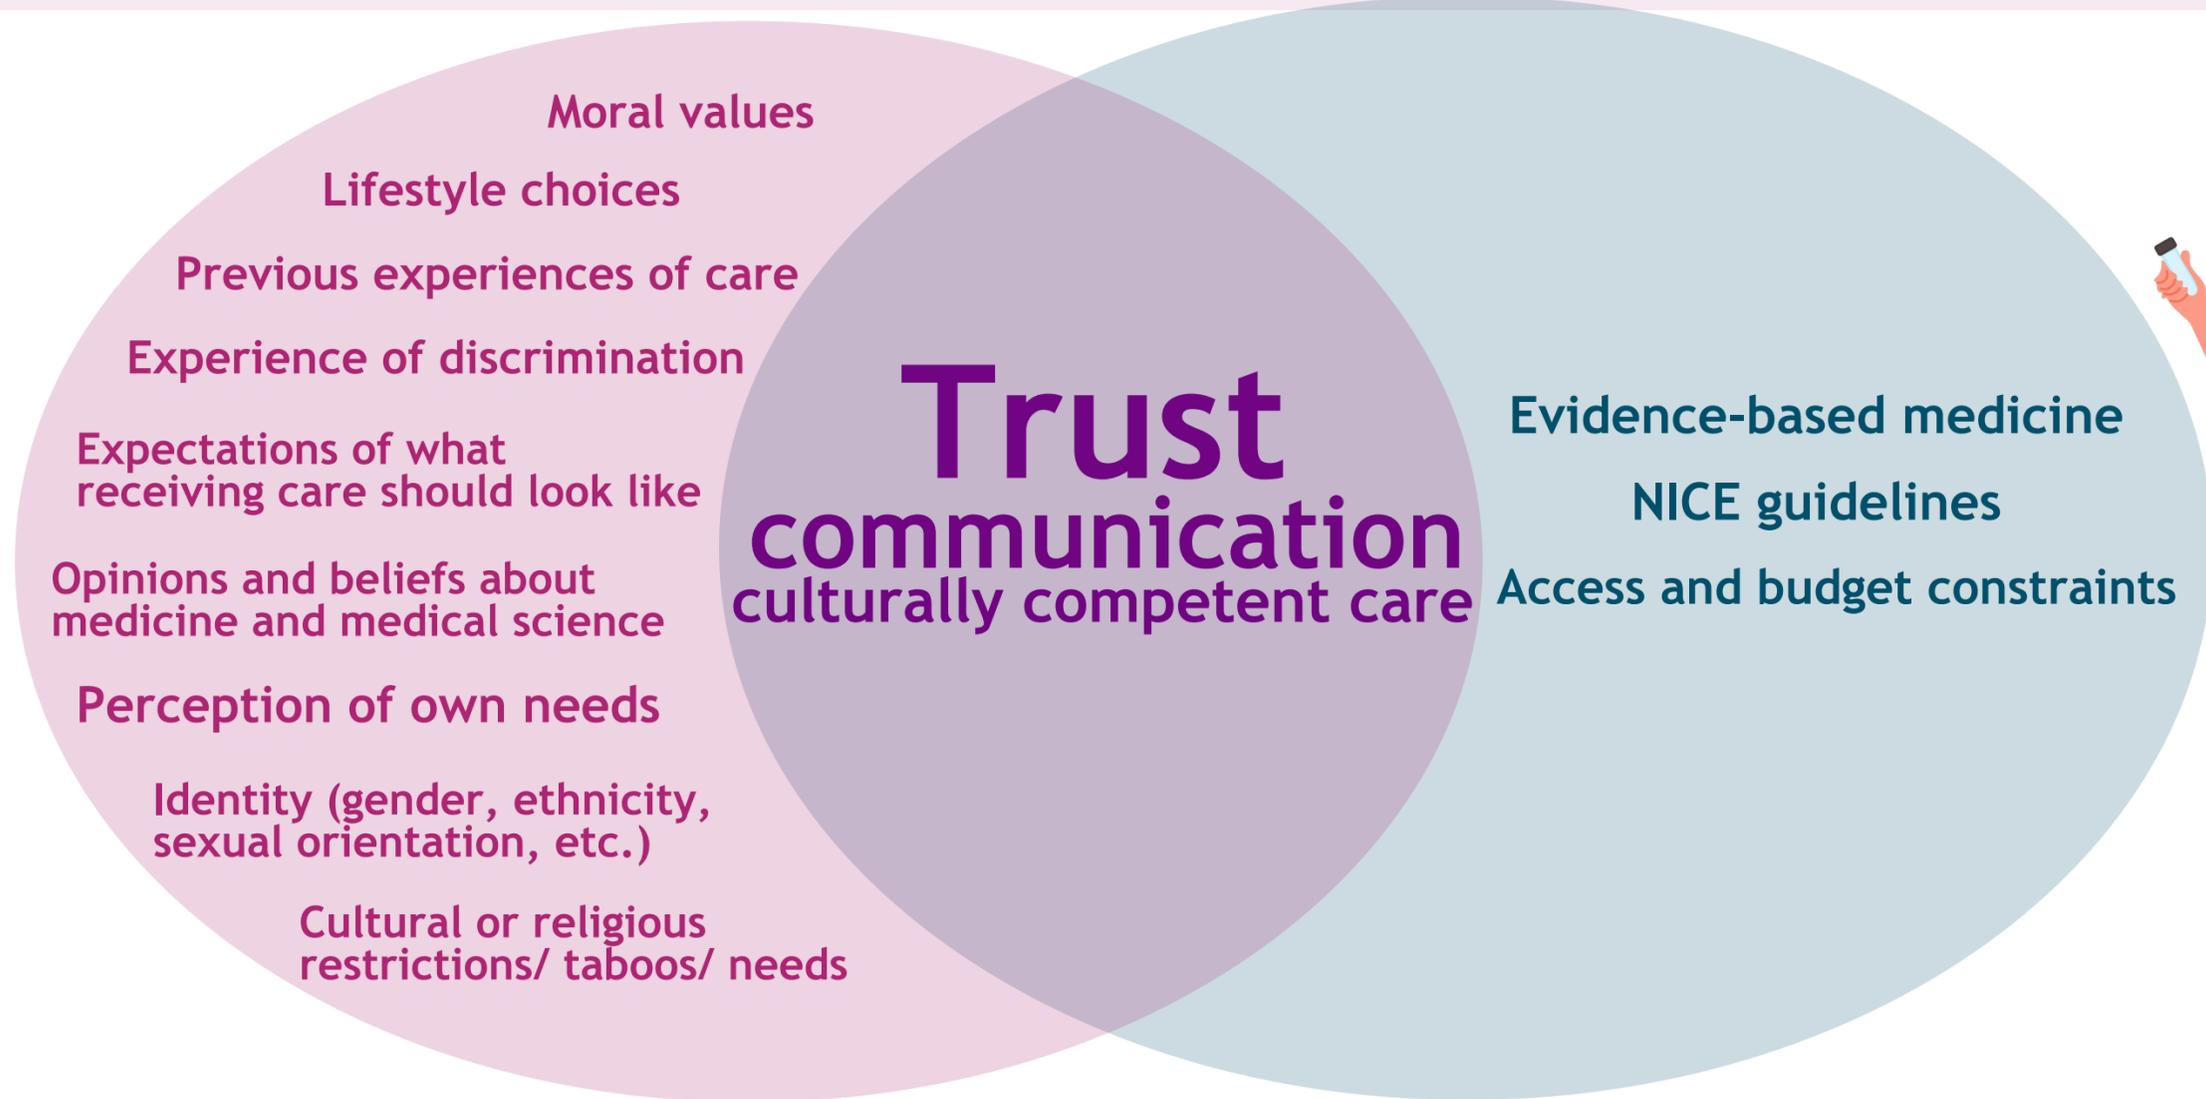 Moral values
Lifestyle choices
Previous experiences of care
Experience of discrimination
Expectations of what
receiving care should look like
Opinions and beliefs about
medicine and medical science
Perception of own needs
Identity (gender, ethnicity,
sexual orientation, etc.)
Cultural or religious
restrictions/ taboos/ needs
Trust
communication
culturally competent care
Evidence-based medicine
NICE guidelines
Access and budget constraints